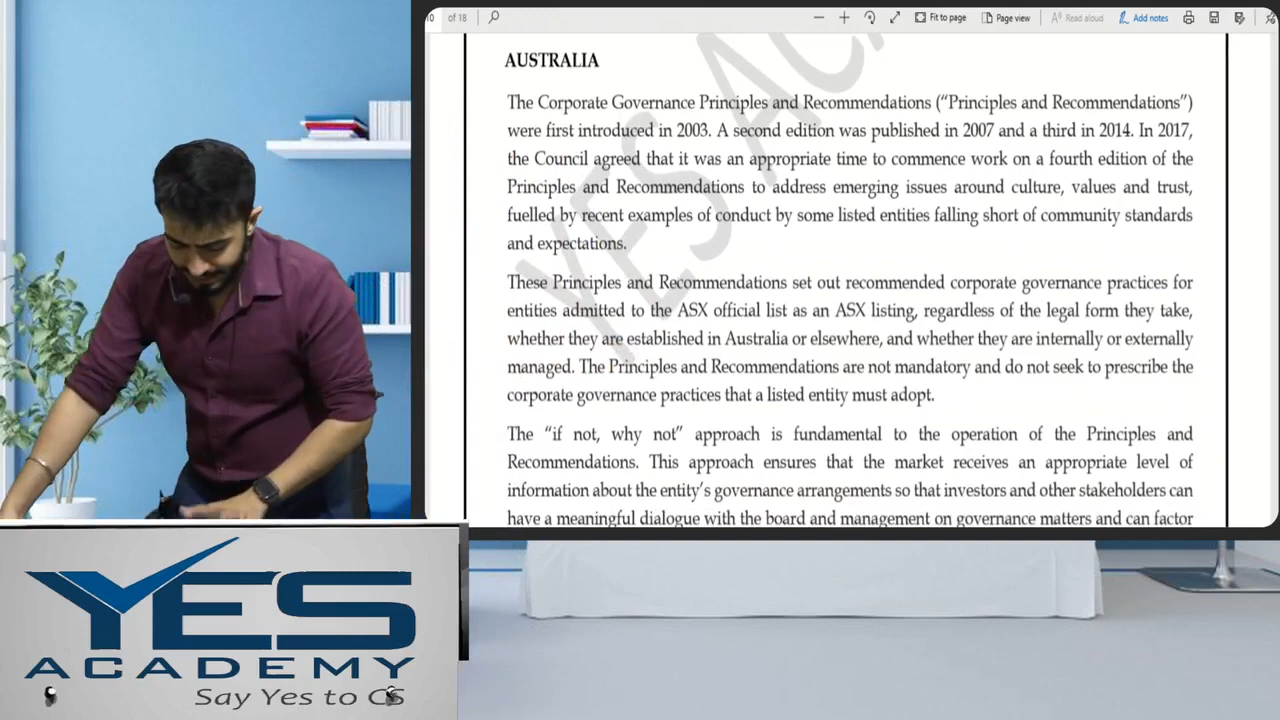 10 of 18
Fit to page
Page view
Read aloud
Add notes
AUSTRALIA
The Corporate Governance Principles and Recommendations (“Principles and Recommendations”)
were first introduced in 2003. A second edition was published in 2007 and a third in 2014. In 2017,
the Council agreed that it was an appropriate time to commence work on a fourth edition of the
Principles and Recommendations to address emerging issues around culture, values and trust,
fuelled by recent examples of conduct by some listed entities falling short of community standards
and expectations.
These Principles and Recommendations set out recommended corporate governance practices for
entities admitted to the ASX official list as an ASX listing, regardless of the legal form they take,
whether they are established in Australia or elsewhere, and whether they are internally or externally
managed. The Principles and Recommendations are not mandatory and do not seek to prescribe the
corporate governance practices that a listed entity must adopt.
The “if not, why not” approach is fundamental to the operation of the Principles and
Recommendations. This approach ensures that the market receives an appropriate level of
information about the entity’s governance arrangements so that investors and other stakeholders can
have a meaningful dialogue with the board and management on governance matters and can factor
YES ACA
YES
ACADEMY
Say Yes to CS